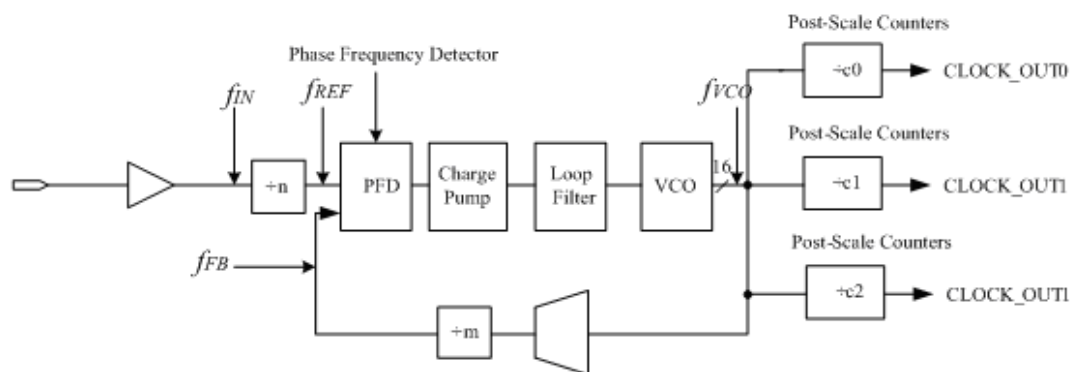 Post-Scale Counters
Phase Frequency Detector
÷c0
CLOCK_OUT0
fIN
fREF
fVCO
Post-Scale Counters
16
÷n
PFD
Charge
Pump
Loop
Filter
VCO
÷c1
CLOCK_OUT1
Post-Scale Counters
fFB
÷c2
CLOCK_OUT1
÷m